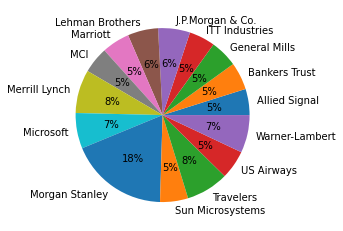 J.P.Morgan & Co.
Lehman Brothers
ITT Industries
Marriott
General Mills
MCI
Bankers Trust
Merrill Lynch
Allied Signal
Microsoft
Warner-Lambert
US Airways
Morgan Stanley
Travelers
Sun Microsystems
6%
6%
5%
5%
5%
5%
5%
8%
5%
7%
7%
5%
18%
8%
5%